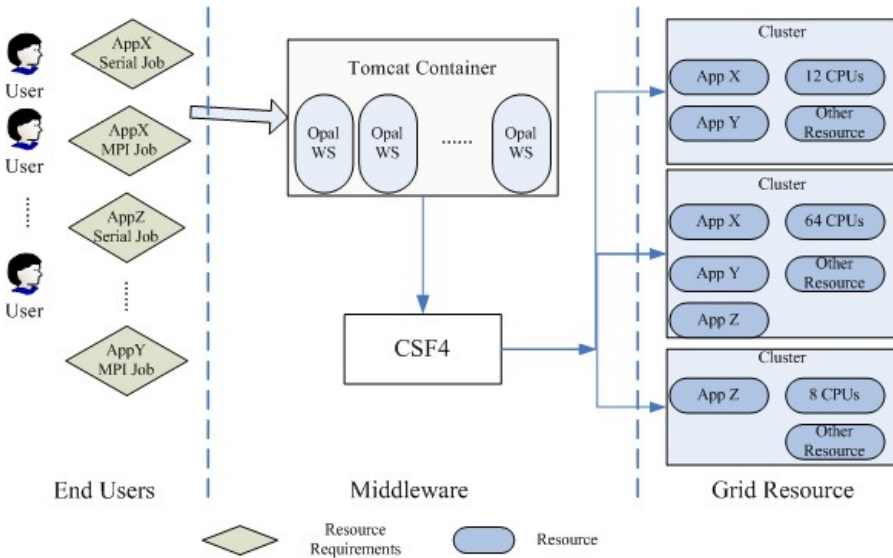 User
User
User
AppX
Serial Job
AppX
MPI Job
AppZ
Serial Job
AppY
MPI Job
Tomcat Container
Opal
WS
Opal
WS
......
Opal
WS
CSF4
Cluster
App X
12 CPUs
App Y
Other
Resource
Cluster
App X
64 CPUs
App Y
Other
Resource
App Z
Cluster
App Z
8 CPUs
Other
Resource
End Users
Middleware
Grid Resource
Resource
Requirements
Resource